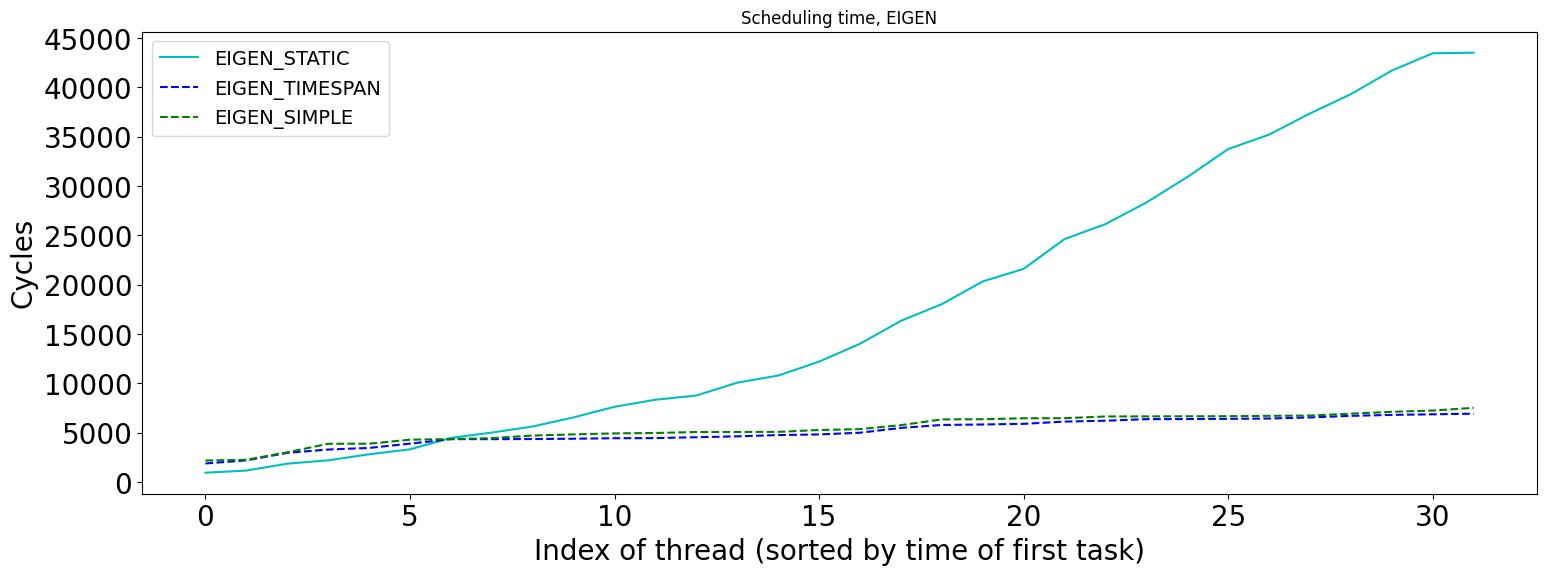 Scheduling time, EIGEN
EIGEN_STATIC
EIGEN_TIMESPAN
EIGEN_SIMPLE
45000
40000
35000
30000
25000
20000
15000
10000
5000
0
Cycles
0 5 10 15 20 25 30
Index of thread (sorted by time of first task)